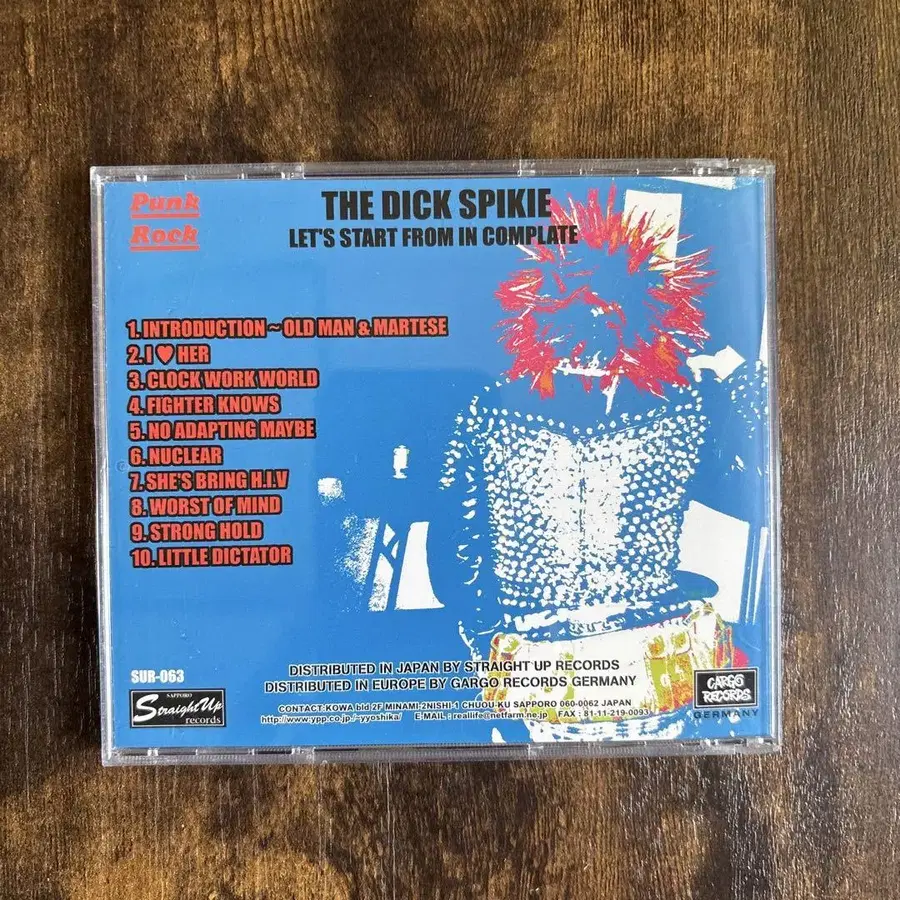 Punk
Rock
THE DICK SPIKIE
LET'S START FROM IN COMPLATE
1. INTRODUCTION ~ OLD MAN & MARTESE
2. I ♥ HER
3. CLOCK WORK WORLD
4. FIGHTER KNOWS
5. NO ADAPTING MAYBE
6. NUCLEAR
7. SHE'S BRING H.I.V
8. WORST OF MIND
9. STRONG HOLD
10. LITTLE DICTATOR
SUR-063
SAPPORO
StraightUp
records
DISTRIBUTED IN JAPAN BY STRAIGHT UP RECORDS
DISTRIBUTED IN EUROPE BY GARGO RECORDS GERMANY
CONTACT:KOWA bld 2F MINAMI-2NISHI-1 CHUOU-KU SAPPORO 060-0062 JAPAN
http://www.ypp.co.jp/~yyoshika/ E-MAIL : reallife@netfarm.ne.jp FAX : 81-11-219-0093
CARGO
RECORDS
GERMANY